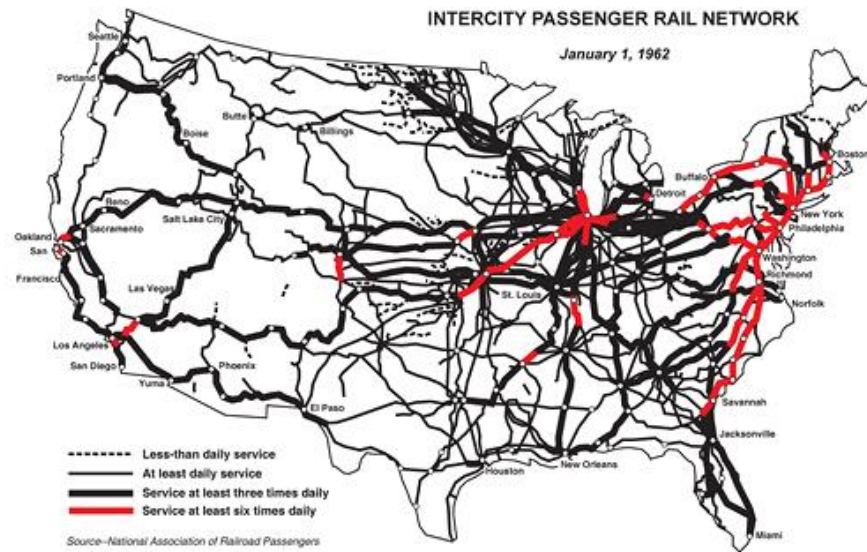 INTERCITY PASSENGER RAIL NETWORK
January 1, 1962
Seattle
Portland
Butte
Billings
Boise
Boston
Buffalo
Detroit
Reno
Salt Lake City
New York
Oakland
Sacramento
Philadelphia
San
Francisco
Washington
Richmond
Las Vegas
St. Louis
Norfolk
Los Angeles
Phoenix
San Diego
Yuma
Savannah
El Paso
Jacksonville
Less-than daily service
At least daily service
Houston
New Orleans
Service at least three times daily
Service at least six times daily
Miami
Source--National Association of Railroad Passengers